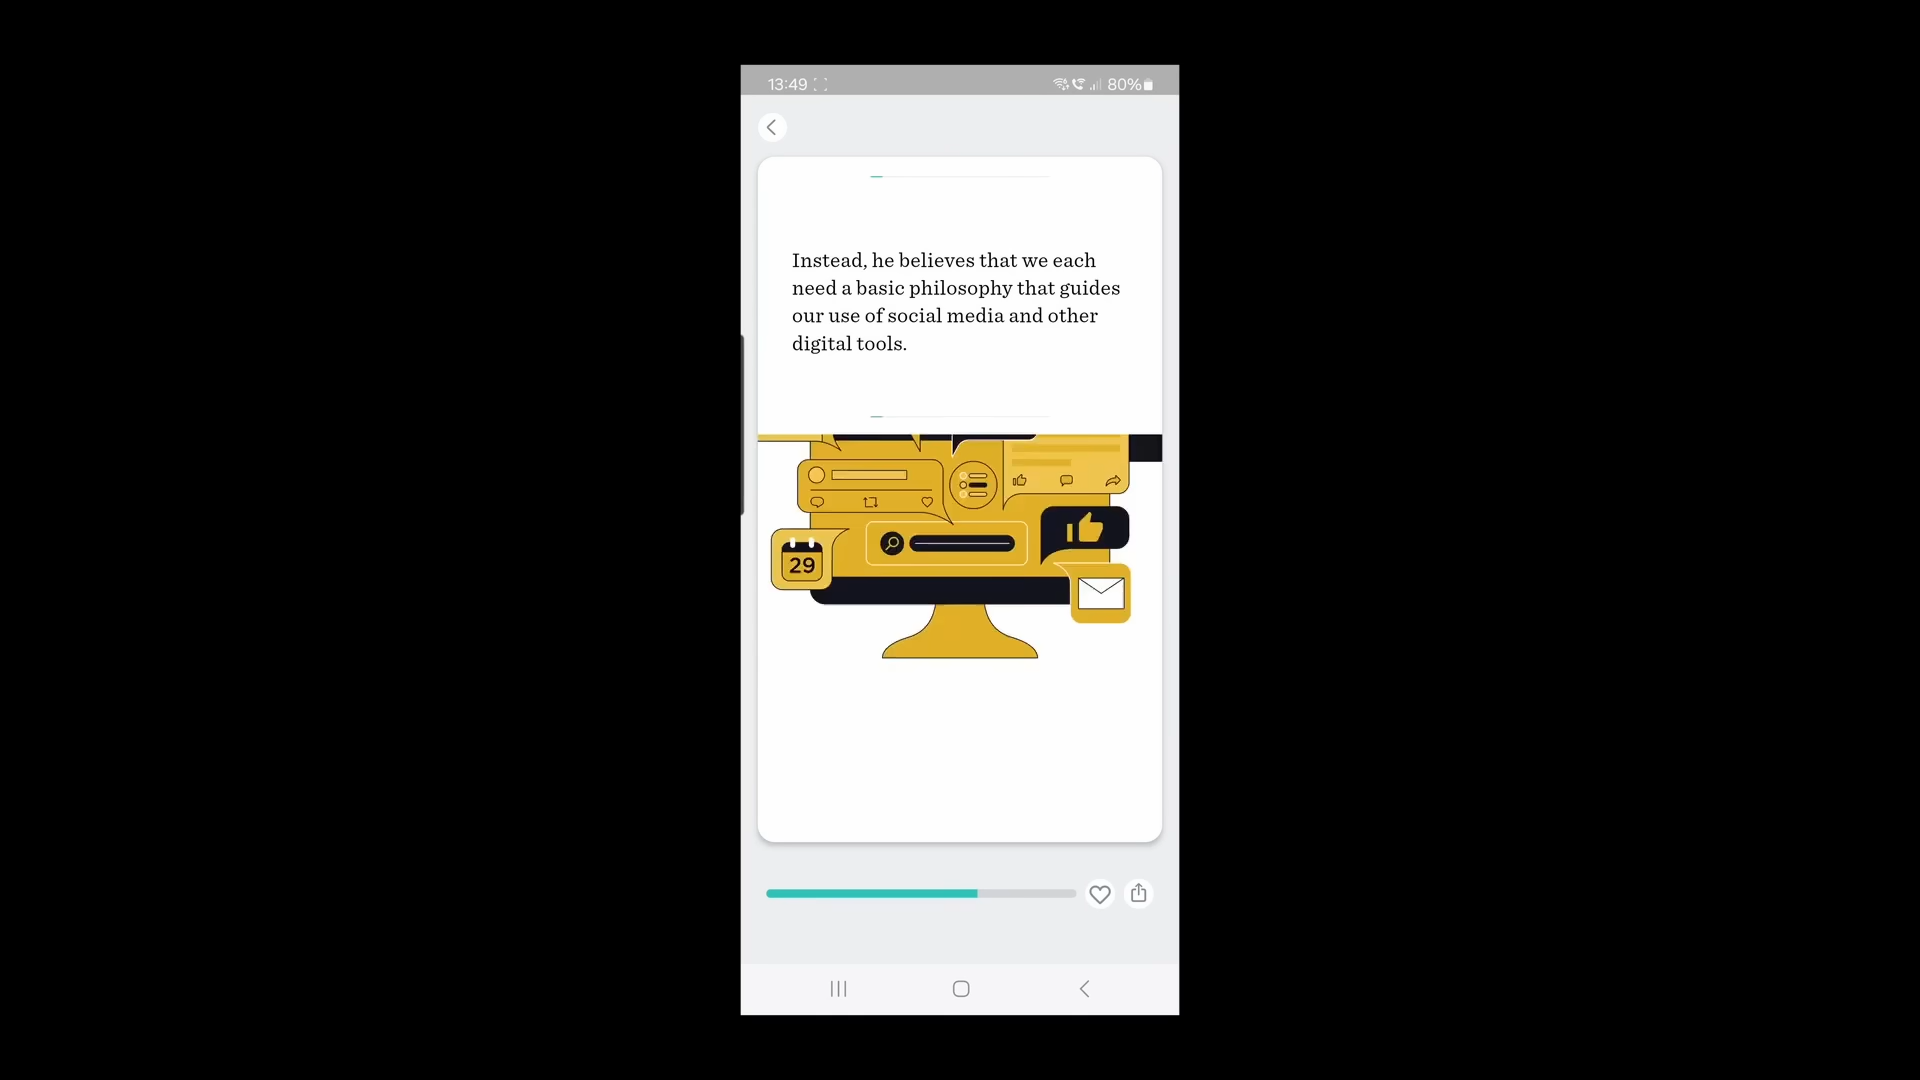 13:49
80%
Instead, he believes that we each
need a basic philosophy that guides
our use of social media and other
digital tools.
29